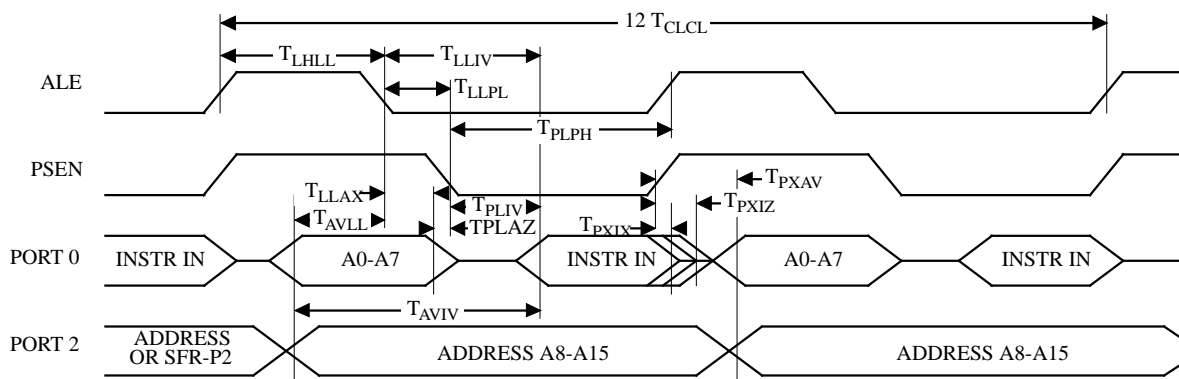 12 TCLCL
TLHLL TLLIV
ALE TLLPL
TPLPH
PSEN
TLLAX TPXAV
TAVLL TPLIV TPXIZ
TPLAZ TPXIX
PORT 0 INSTR IN A0-A7 INSTR IN A0-A7 INSTR IN
TAVIV
PORT 2 ADDRESS
OR SFR-P2 ADDRESS A8-A15 ADDRESS A8-A15